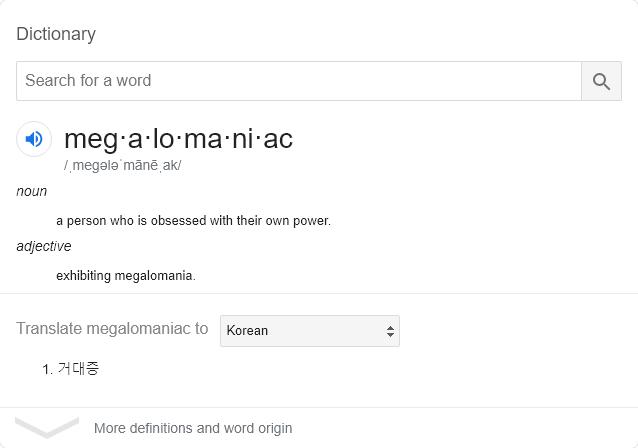 Dictionary
Search for a word
meg·a·lo·ma·ni·ac
/ˌmegələˈmānēˌak/
noun
a person who is obsessed with their own power.
adjective
exhibiting megalomania.
Translate megalomaniac to Korean
1. 거대증
More definitions and word origin